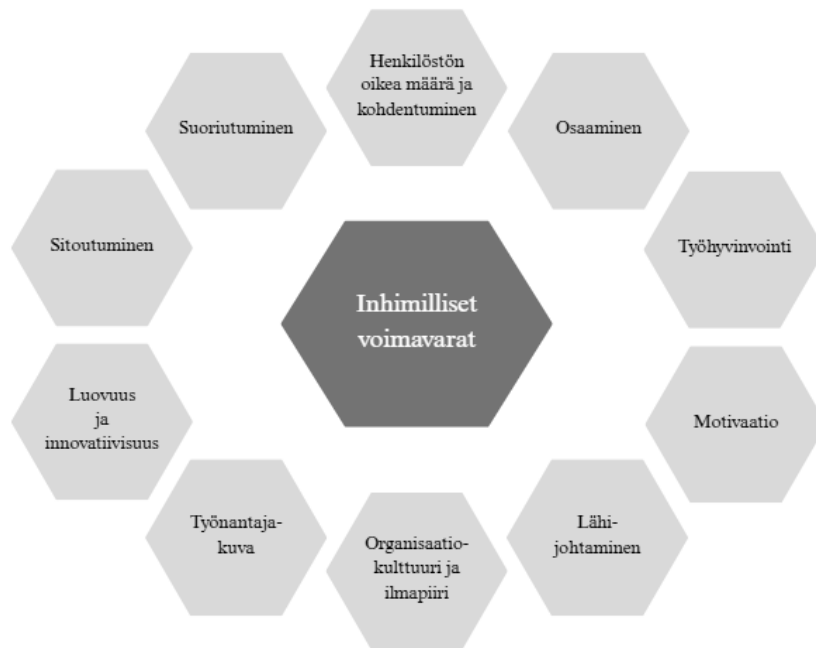 Henkilöstön
oikea määrä ja
kohdentuminen
Osaaminen
Työhyvinvointi
Motivaatio
Lähi-
johtaminen
Organisaatio-
kulttuuri ja
ilmapiiri
Työnantaja-
kuva
Luovuus
ja
innovatiivisuus
Sitoutuminen
Suoriutuminen
Inhimilliset
voimavarat